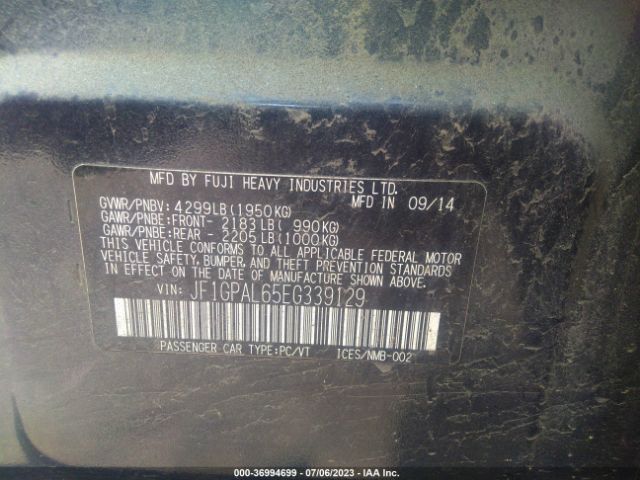 MFD BY FUJI HEAVY INDUSTRIES LTD.
GVWR/PNBV: 4299LB(1950KG) MFD IN 09/14
GAWR/PNBE:FRONT- 2183LB( 990KG)
GAWR/PNBE:REAR - 2205LB(1000KG)
THIS VEHICLE CONFORMS TO ALL APPLICABLE FEDERAL MOTOR
VEHICLE SAFETY, BUMPER, AND THEFT PREVENTION STANDARDS
IN EFFECT ON THE DATE OF MANUFACTURE SHOWN ABOVE.
VIN: JF1GPAL65EG339129
PASSENGER CAR TYPE:PC/VT ICES/NMB-002
000-36994699 - 07/06/2023 - IAA Inc.